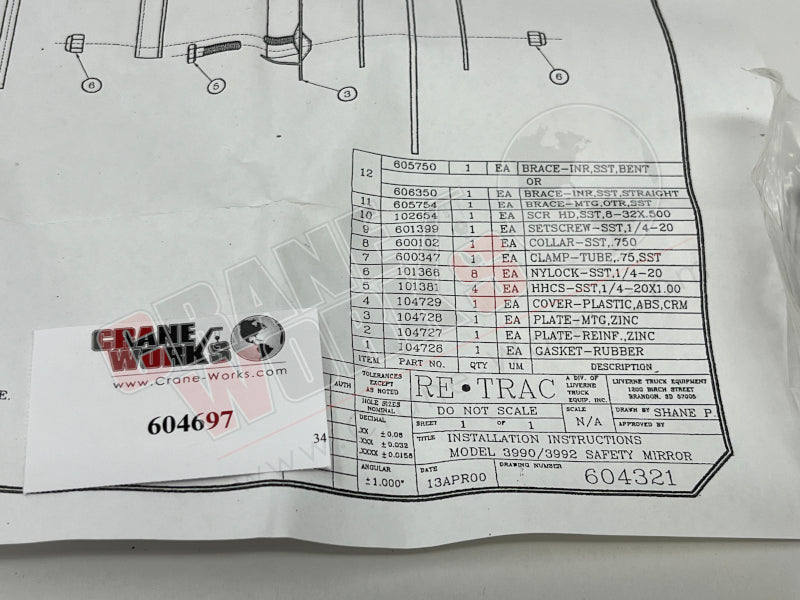 6
5
3
6
12 605750 1 EA BRACE-INR,SST,BENT
OR
606350 1 EA BRACE-INR,SST,STRAIGHT
11 605754 1 EA BRACE-MTG,OTR,SST
10 102654 1 EA SCR HD,SST,8-32X.500
9 601399 1 EA SETSCREW-SST,1/4-20
8 600102 1 EA COLLAR-SST,.750
7 600347 1 EA CLAMP-TUBE,.75,SST
6 101366 8 EA NYLOCK-SST,1/4-20
5 101381 4 EA HHCS-SST,1/4-20X1.00
4 104729 1 EA COVER-PLASTIC,ABS,CRM
3 104728 1 EA PLATE-MTG,ZINC
2 104727 1 EA PLATE-REINF.,ZINC
1 104726 1 EA GASKET-RUBBER
ITEM PART NO. QTY UM DESCRIPTION
AUTH
TOLERANCES
EXCEPT
AS NOTED
HOLE SIZES
NOMINAL
DECIMAL
.XX ±0.06
.XXX ±0.032
.XXXX ±0.0156
ANGULAR
±1.000°
RE•TRAC
A DIV. OF
LUVERNE TRUCK
EQUIP. INC.
LUVERNE TRUCK EQUIPMENT
1200 BIRCH STREET
BRANDON, SD 57005
DO NOT SCALE
SCALE
N/A
DRAWN BY SHANE P.
SHEET 1 of 1
APPROVED BY
TITLE INSTALLATION INSTRUCTIONS
MODEL 3990/3992 SAFETY MIRROR
DATE
13APR00
DRAWING NUMBER
604321
E.
34
CRANE
WORKS
www.Crane-Works.com
604697
CRANE
WORKS